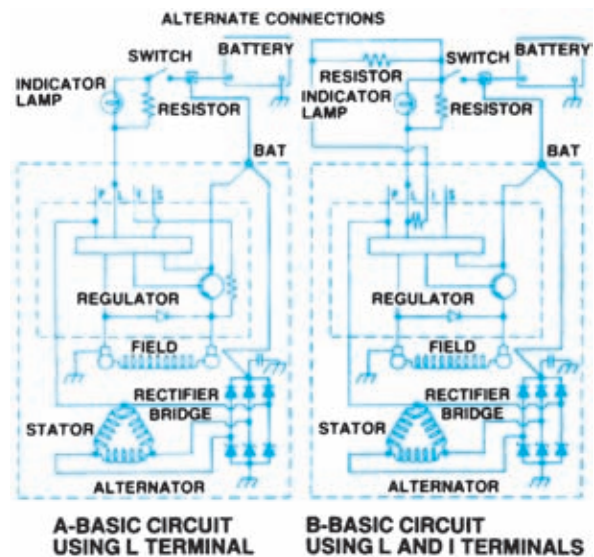 ALTERNATE CONNECTIONS
SWITCH
BATTERY
INDICATOR
LAMP
RESISTOR
BAT
P L I S
REGULATOR
FIELD
RECTIFIER
BRIDGE
STATOR
ALTERNATOR
A-BASIC CIRCUIT
USING L TERMINAL
SWITCH
BATTERY
RESISTOR
INDICATOR
LAMP
RESISTOR
BAT
P L I S
REGULATOR
FIELD
RECTIFIER
BRIDGE
STATOR
ALTERNATOR
B-BASIC CIRCUIT
USING L AND I TERMINALS